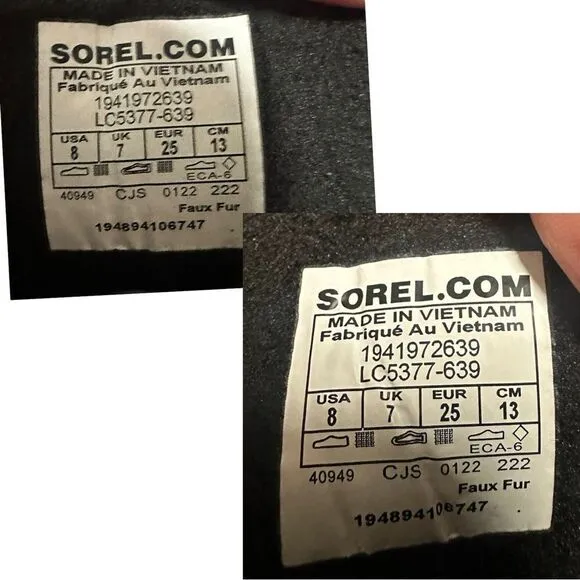 SOREL.COM
MADE IN VIETNAM
Fabriqué Au Vietnam
1941972639
LC5377-639
USA UK EUR CM
8 7 25 13
ECA-6
40949 CJS 0122 222
Faux Fur
194894106747
SOREL.COM
MADE IN VIETNAM
Fabriqué Au Vietnam
1941972639
LC5377-639
USA UK EUR CM
8 7 25 13
ECA-6
40949 CJS 0122 222
Faux Fur
194894106747